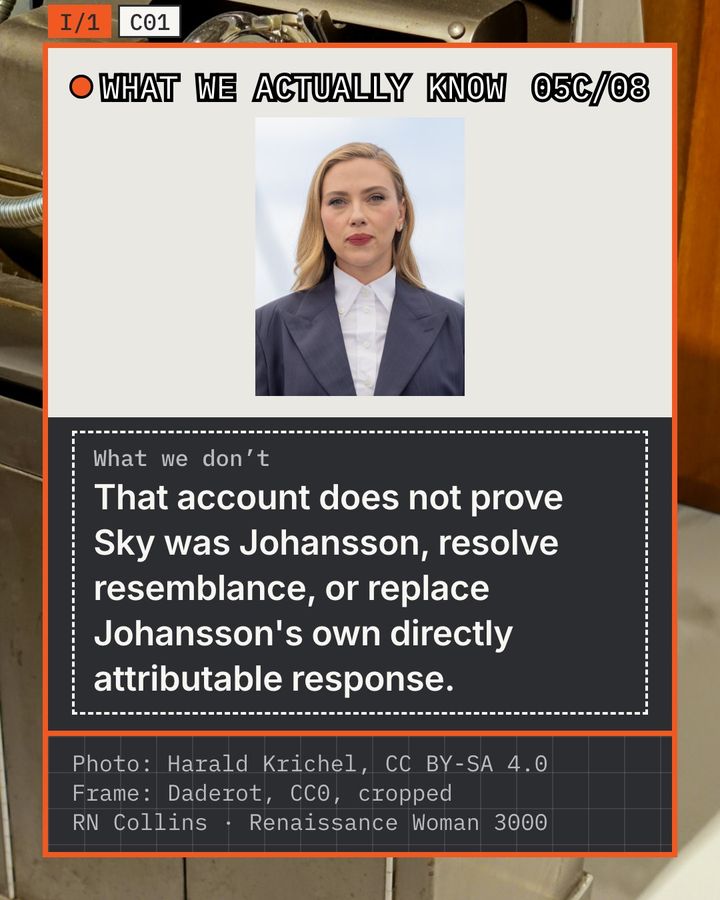 I/1 C01
WHAT WE ACTUALLY KNOW 05C/08
What we don’t
That account does not prove
Sky was Johansson, resolve
resemblance, or replace
Johansson's own directly
attributable response.
Photo: Harald Krichel, CC BY-SA 4.0
Frame: Daderot, CC0, cropped
RN Collins · Renaissance Woman 3000